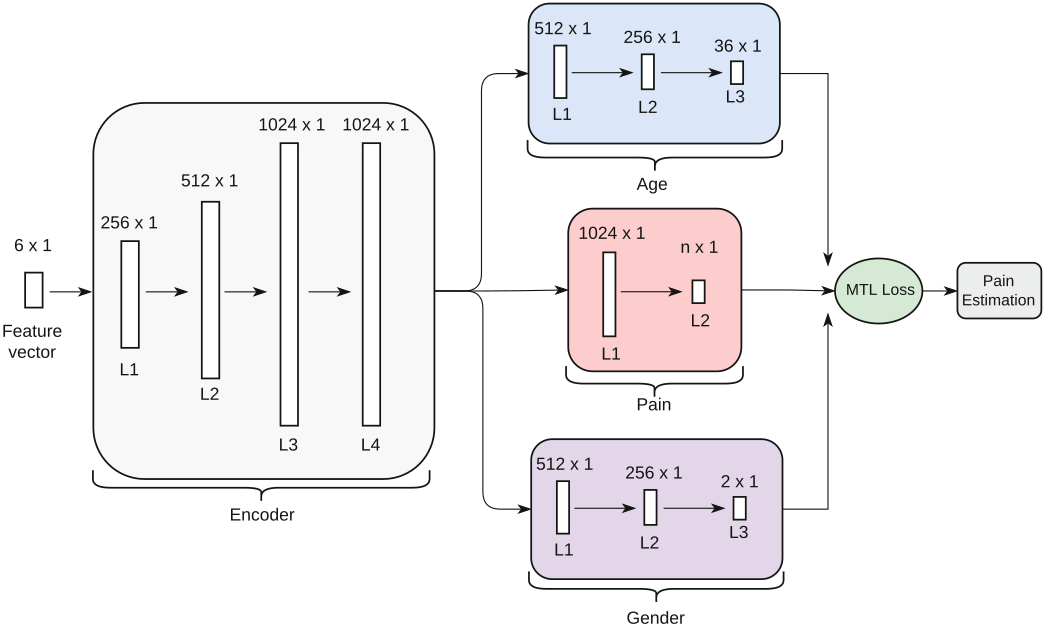 6 x 1
Feature
vector
256 x 1
L1
512 x 1
L2
1024 x 1
L3
1024 x 1
L4
Encoder
512 x 1
L1
256 x 1
L2
36 x 1
L3
Age
1024 x 1
L1
n x 1
L2
Pain
512 x 1
L1
256 x 1
L2
2 x 1
L3
Gender
MTL Loss
Pain
Estimation